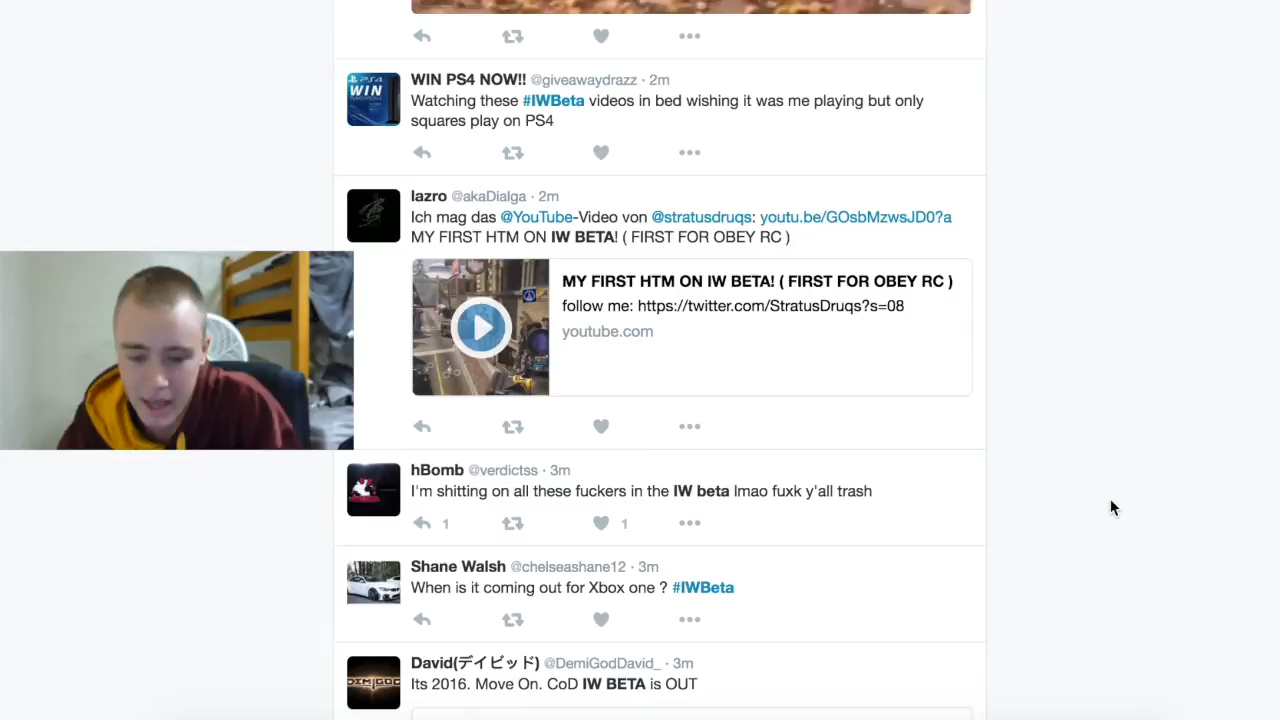 WIN PS4 NOW!! @giveawaydrazz · 2m
Watching these #IWBeta videos in bed wishing it was me playing but only
squares play on PS4
PS4
WIN
lazro @akaDialga · 2m
Ich mag das @YouTube-Video von @stratusdruqs: youtu.be/GOsbMzwsJD0?a
MY FIRST HTM ON IW BETA! ( FIRST FOR OBEY RC )
MY FIRST HTM ON IW BETA! ( FIRST FOR OBEY RC )
follow me: https://twitter.com/StratusDruqs?s=08
youtube.com
hBomb @verdictss · 3m
I'm shitting on all these fuckers in the IW beta lmao fuxk y'all trash
1 1
Shane Walsh @chelseashane12 · 3m
When is it coming out for Xbox one ? #IWBeta
David(デイビッド) @DemiGodDavid_ · 3m
Its 2016. Move On. CoD IW BETA is OUT
DEMIGOD